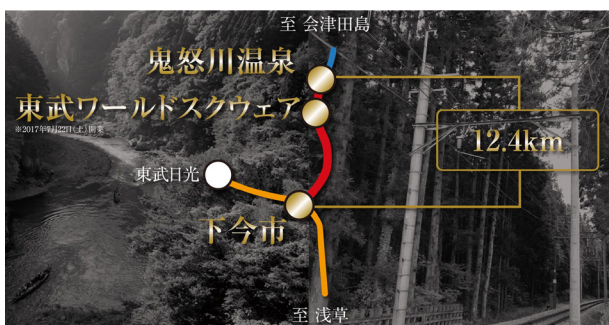 至 会津田島
鬼怒川温泉
東武ワールドスクウェア
※2017年7月22日(土)開業
12.4km
東武日光
下今市
至 浅草